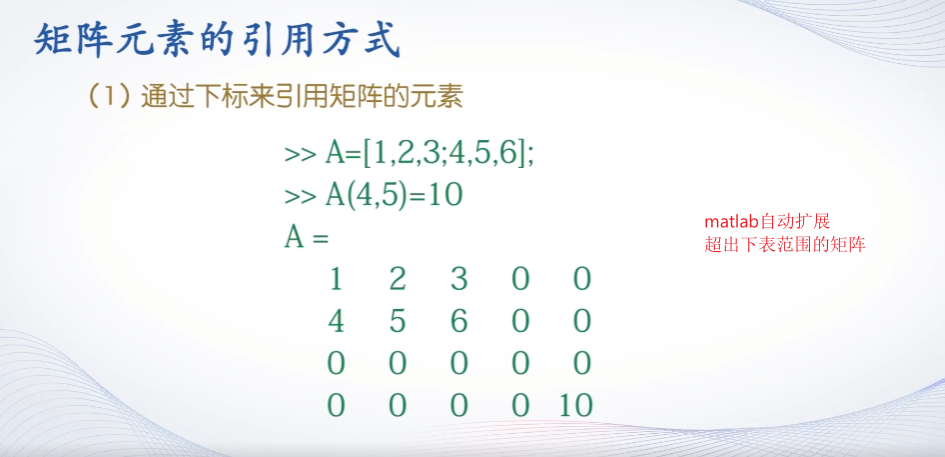 矩阵元素的引用方式
（1）通过下标来引用矩阵的元素
>> A=[1,2,3;4,5,6];
>> A(4,5)=10
A =
1 2 3 0 0
4 5 6 0 0
0 0 0 0 0
0 0 0 0 10
matlab自动扩展
超出下表范围的矩阵